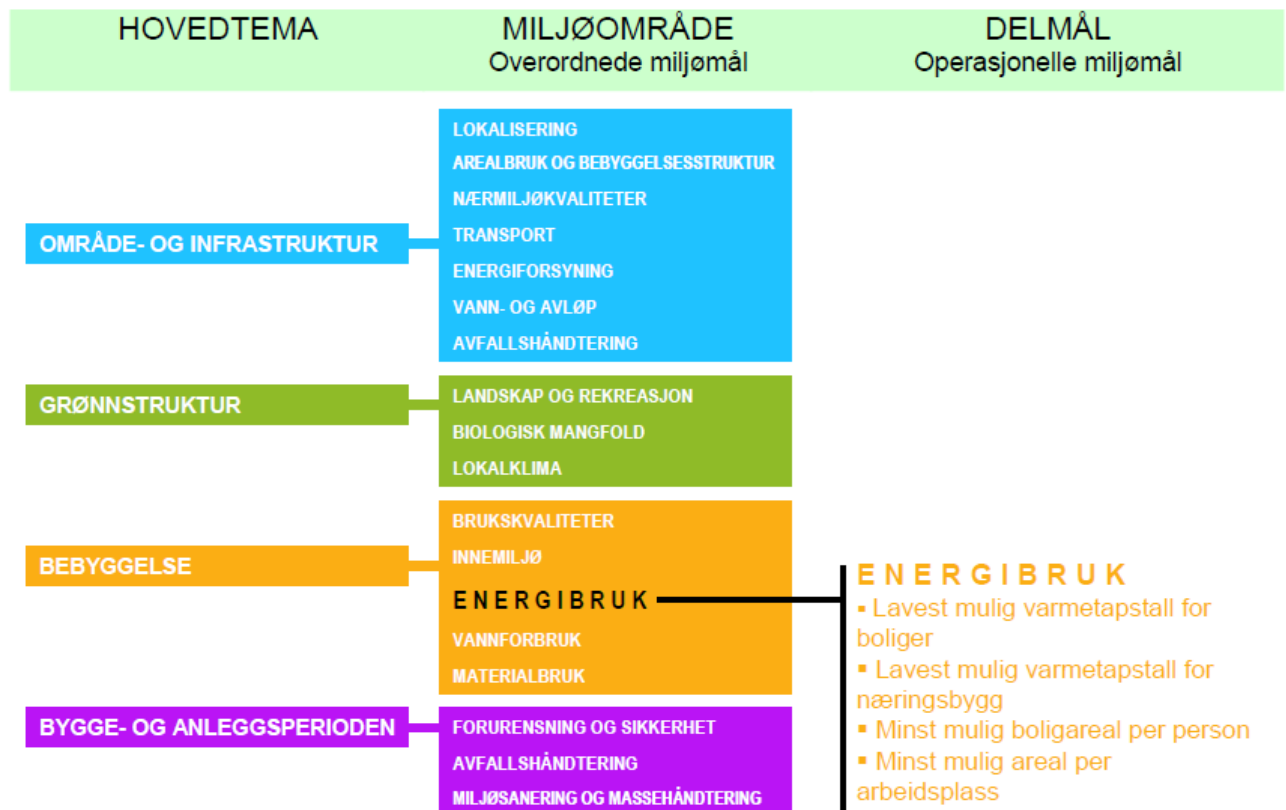 HOVEDTEMA
MILJØOMRÅDE
Overordnede miljømål
DELMÅL
Operasjonelle miljømål
OMRÅDE- OG INFRASTRUKTUR
LOKALISERING
AREALBRUK OG BEBYGGELSESSTRUKTUR
NÆRMILJØKVALITETER
TRANSPORT
ENERGIFORSYNING
VANN- OG AVLØP
AVFALLSHÅNDTERING
GRØNNSTRUKTUR
LANDSKAP OG REKREASJON
BIOLOGISK MANGFOLD
LOKALKLIMA
BEBYGGELSE
BRUKSKVALITETER
INNEMILJØ
ENERGIBRUK
VANNFORBRUK
MATERIALBRUK
ENERGIBRUK
▪ Lavest mulig varmetapstall for
boliger
▪ Lavest mulig varmetapstall for
næringsbygg
▪ Minst mulig boligareal per person
▪ Minst mulig areal per
arbeidsplass
BYGGE- OG ANLEGGSPERIODEN
FORURENSNING OG SIKKERHET
AVFALLSHÅNDTERING
MILJØSANERING OG MASSEHÅNDTERING